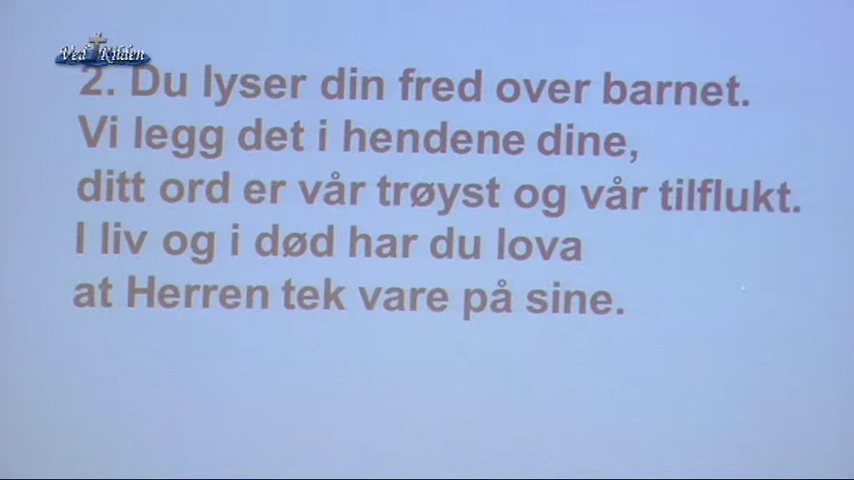 Ved Kilden
2. Du lyser din fred over barnet.
Vi legg det i hendene dine,
ditt ord er vår trøyst og vår tilflukt.
I liv og i død har du lova
at Herren tek vare på sine.